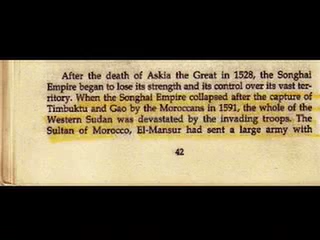 After the death of Askia the Great in 1528, the Songhai
Empire began to lose its strength and its control over its vast ter-
ritory. When the Songhai Empire collapsed after the capture of
Timbuktu and Gao by the Moroccans in 1591, the whole of the
Western Sudan was devastated by the invading troops. The
Sultan of Morocco, El-Mansur had sent a large army with
42